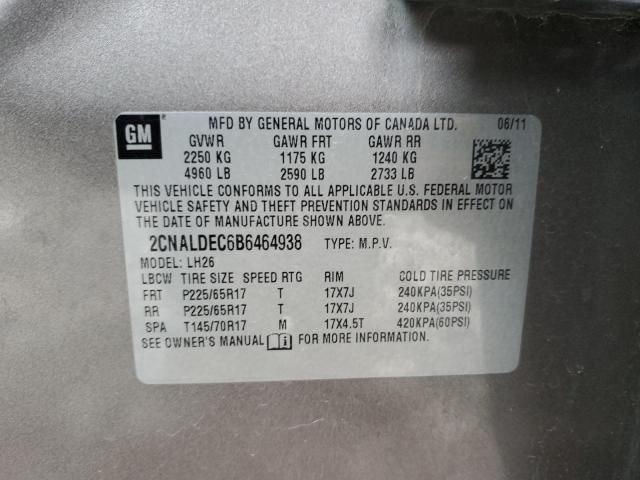 GM
MFD BY GENERAL MOTORS OF CANADA LTD. 06/11
GVWR GAWR FRT GAWR RR
2250 KG 1175 KG 1240 KG
4960 LB 2590 LB 2733 LB
THIS VEHICLE CONFORMS TO ALL APPLICABLE U.S. FEDERAL MOTOR
VEHICLE SAFETY AND THEFT PREVENTION STANDARDS IN EFFECT ON
THE DATE OF MANUFACTURE SHOWN ABOVE.
2CNALDEC6B6464938 TYPE: M.P.V.
MODEL: LH26
LBCW TIRE SIZE SPEED RTG RIM COLD TIRE PRESSURE
FRT P225/65R17 T 17X7J 240KPA(35PSI)
RR P225/65R17 T 17X7J 240KPA(35PSI)
SPA T145/70R17 M 17X4.5T 420KPA(60PSI)
SEE OWNER'S MANUAL i FOR MORE INFORMATION.